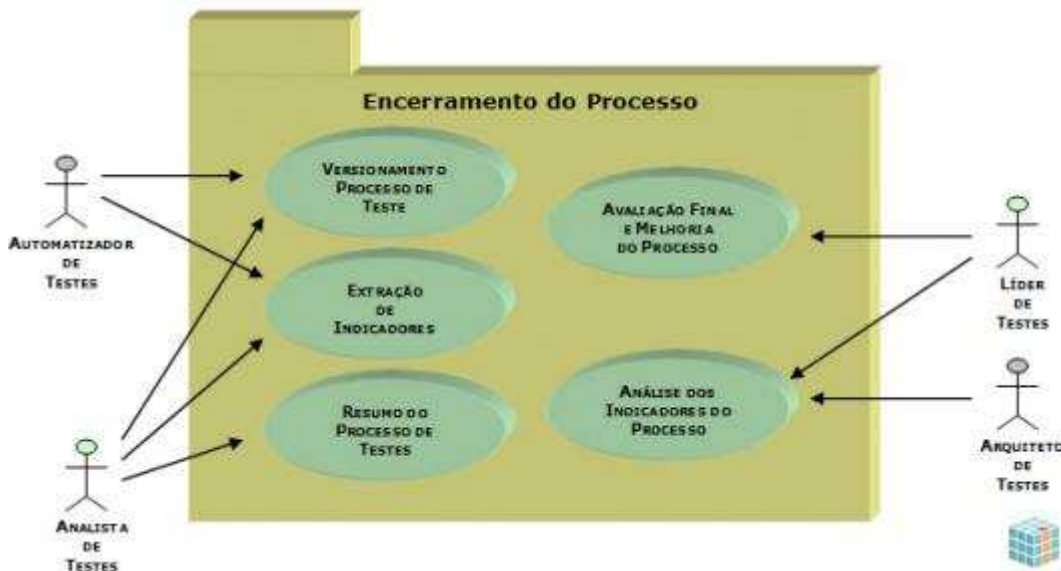 Encerramento do Processo
VERSIONAMENTO
PROCESSO DE
TESTE
EXTRAÇÃO
DE
INDICADORES
RESUMO DO
PROCESSO DE
TESTES
AVALIAÇÃO FINAL
E MELHORIA
DO PROCESSO
ANÁLISE DOS
INDICADORES DO
PROCESSO
AUTOMATIZADOR
DE
TESTES
ANALISTA
DE
TESTES
LÍDER
DE
TESTES
ARQUITETO
DE
TESTES